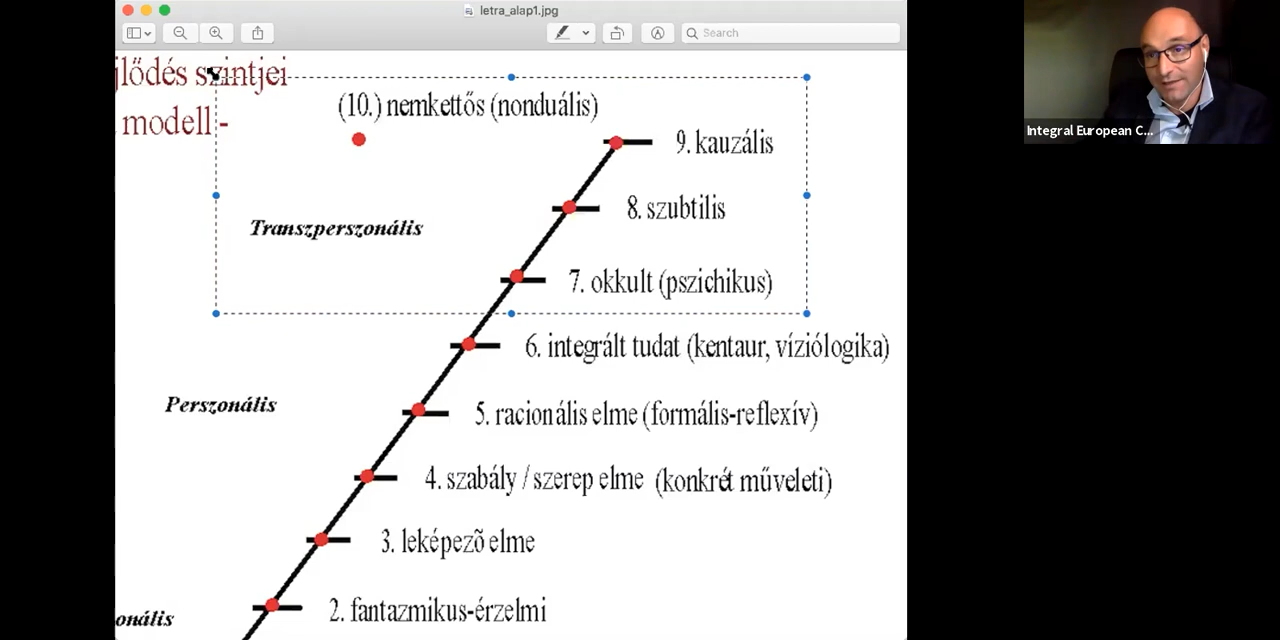 letra_alap1.jpg
Search
jlődés szintjei
modell -
(10.) nemkettős (nonduális)
9. kauzális
8. szubtilis
Transzperszonális
7. okkult (pszichikus)
6. integrált tudat (kentaur, víziólogika)
Perszonális
5. racionális elme (formális-reflexív)
4. szabály / szerep elme (konkrét műveleti)
3. leképezõ elme
2. fantazmikus-érzelmi
onális
Integral European C...